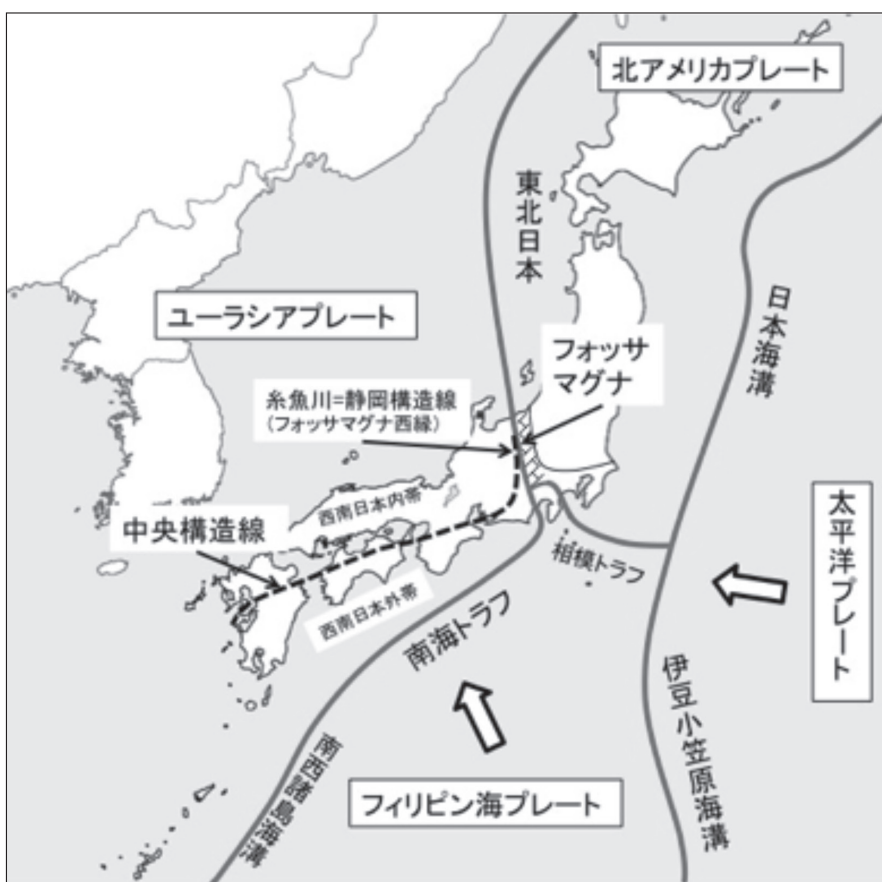 北アメリカプレート
東北日本
日本海溝
ユーラシアプレート
フォッサ
マグナ
糸魚川=静岡構造線
(フォッサマグナ西縁)
西南日本内帯
中央構造線
太平洋プレート
相模トラフ
西南日本外帯
南海トラフ
伊豆小笠原海溝
南西諸島海溝
フィリピン海プレート